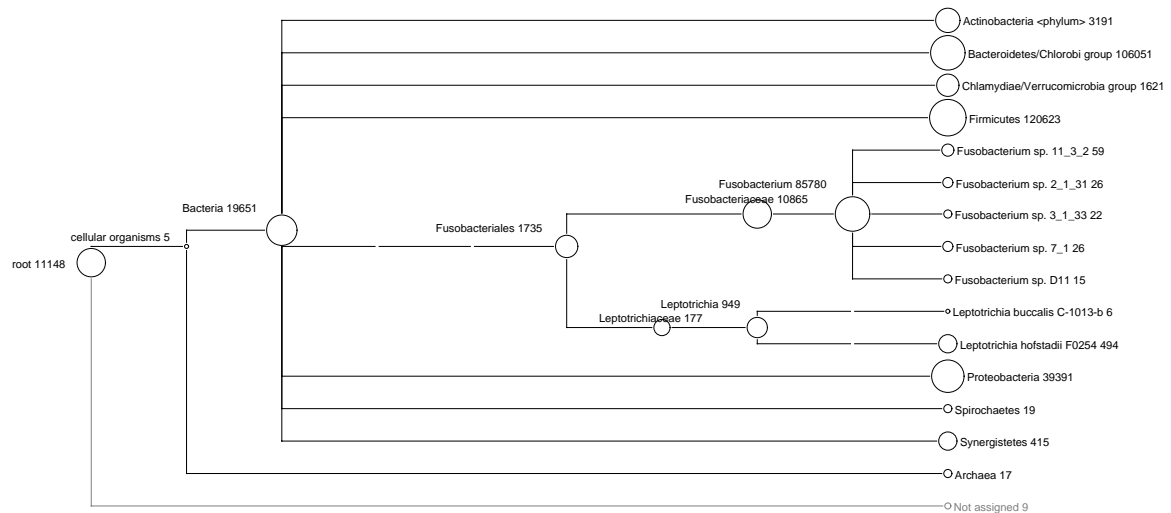 Actinobacteria <phylum> 3191
Bacteroidetes/Chlorobi group 106051
Chlamydiae/Verrucomicrobia group 1621
Firmicutes 120623
Fusobacterium sp. 11_3_2 59
Fusobacterium 85780
Fusobacterium sp. 2_1_31 26
Fusobacteriaceae 10865
Bacteria 19651
Fusobacterium sp. 3_1_33 22
Fusobacteriales 1735
cellular organisms 5
Fusobacterium sp. 7_1 26
root 11148
Fusobacterium sp. D11 15
Leptotrichia 949
Leptotrichia buccalis C-1013-b 6
Leptotrichiaceae 177
Leptotrichia hofstadii F0254 494
Proteobacteria 39391
Spirochaetes 19
Synergistetes 415
Archaea 17
Not assigned 9